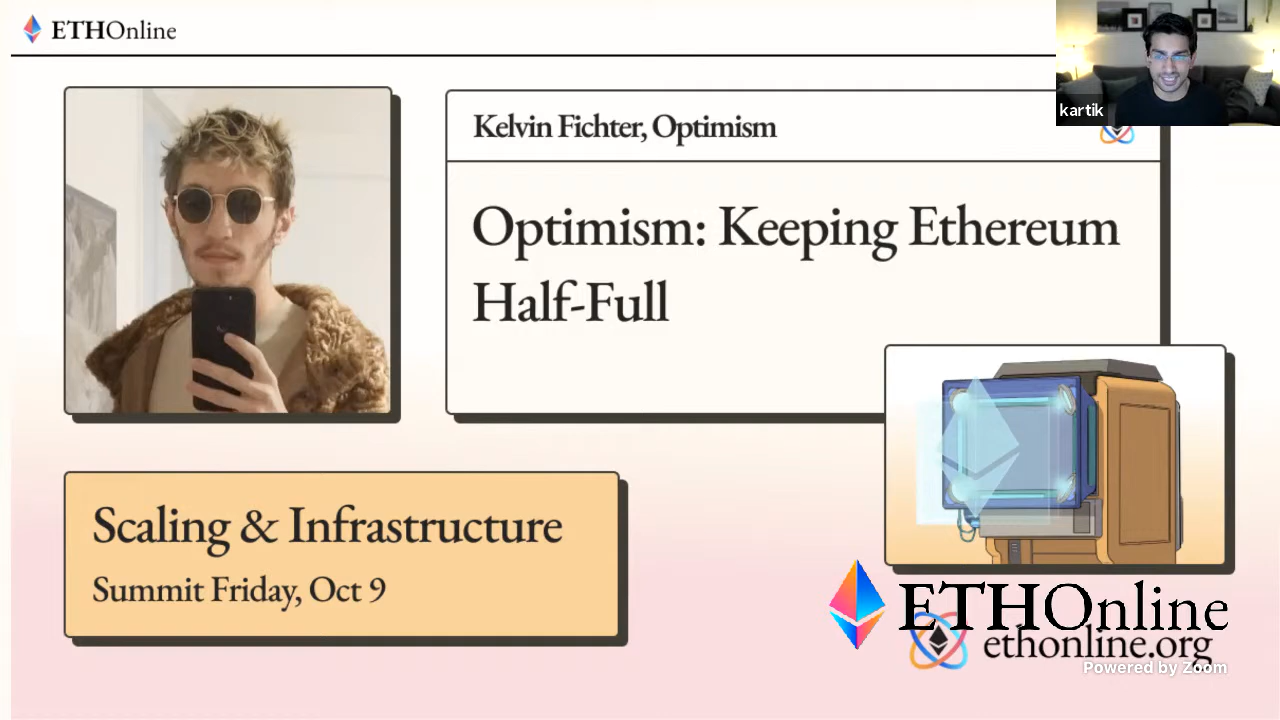 ETHOnline
kartik
Kelvin Fichter, Optimism
Optimism: Keeping Ethereum
Half-Full
Scaling & Infrastructure
Summit Friday, Oct 9
ETHOnline
ethonline.org
Powered by Zoom